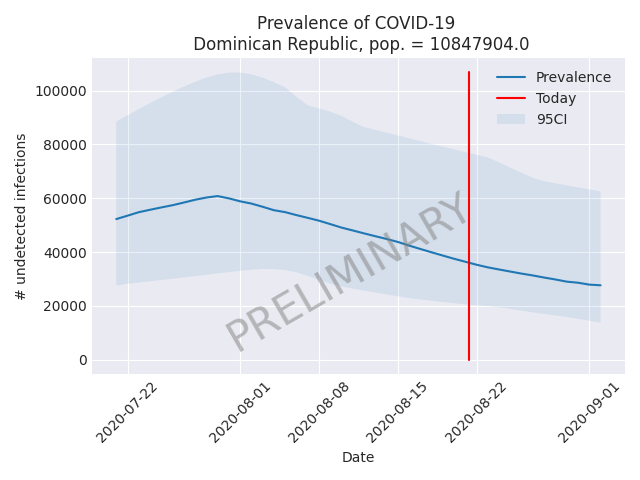 Prevalence of COVID-19
Dominican Republic, pop. = 10847904.0
# undetected infections
100000
80000
60000
40000
20000
0
Prevalence
Today
95CI
PRELIMINARY
2020-07-22
2020-08-01
2020-08-08
2020-08-15
2020-08-22
2020-09-01
Date